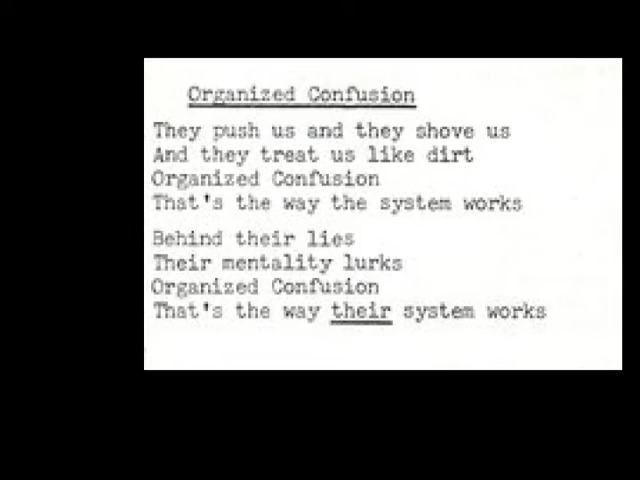 Organized Confusion
They push us and they shove us
And they treat us like dirt
Organized Confusion
That's the way the system works
Behind their lies
Their mentality lurks
Organized Confusion
That's the way their system works